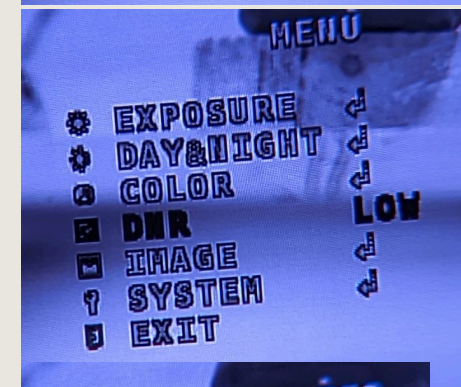 MENU
EXPOSURE
DAY&NIGHT
COLOR
DNR LOW
IMAGE
SYSTEM
EXIT